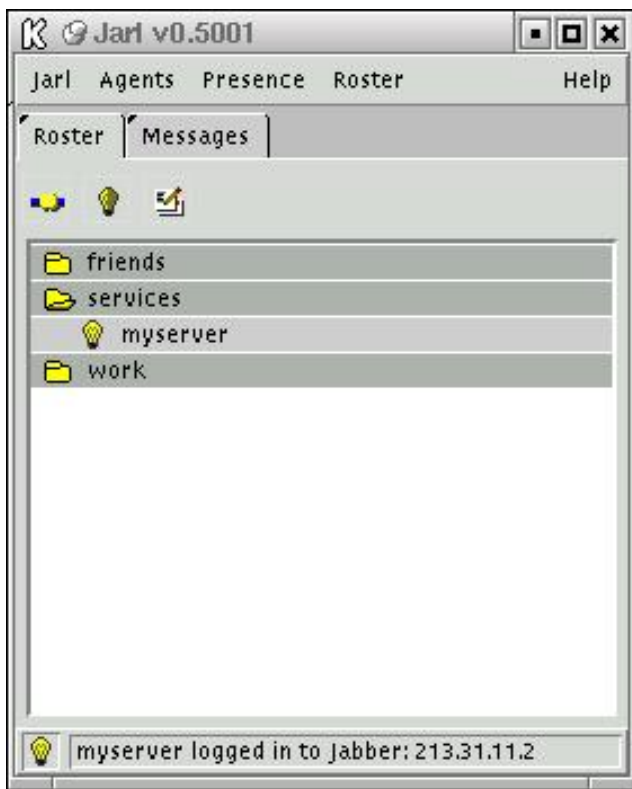 Jarl v0.5001
Jarl Agents Presence Roster Help
Roster Messages
friends
services
myserver
work
myserver logged in to Jabber: 213.31.11.2